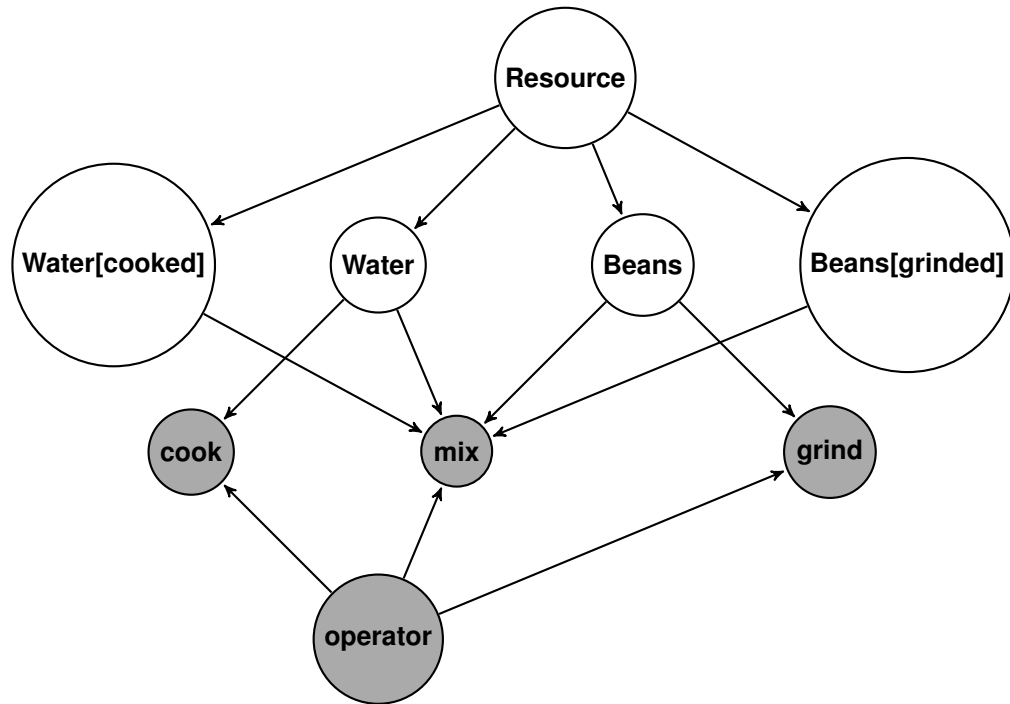 Resource
Water[cooked]
Water
Beans
Beans[grinded]
cook
mix
grind
operator